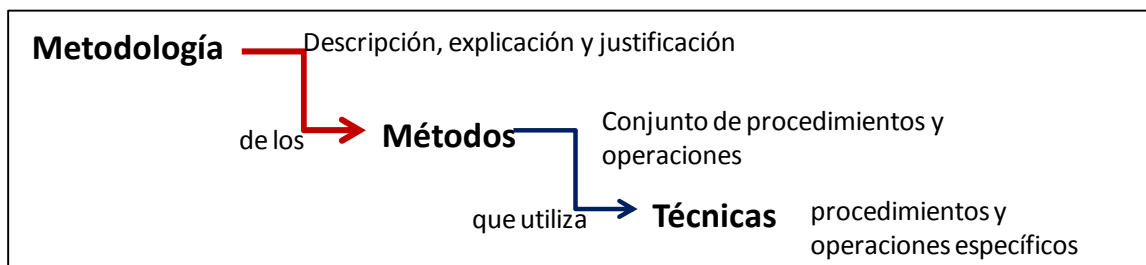 Metodología Descripción, explicación y justificación
de los Métodos Conjunto de procedimientos y
operaciones
que utiliza Técnicas procedimientos y
operaciones específicos